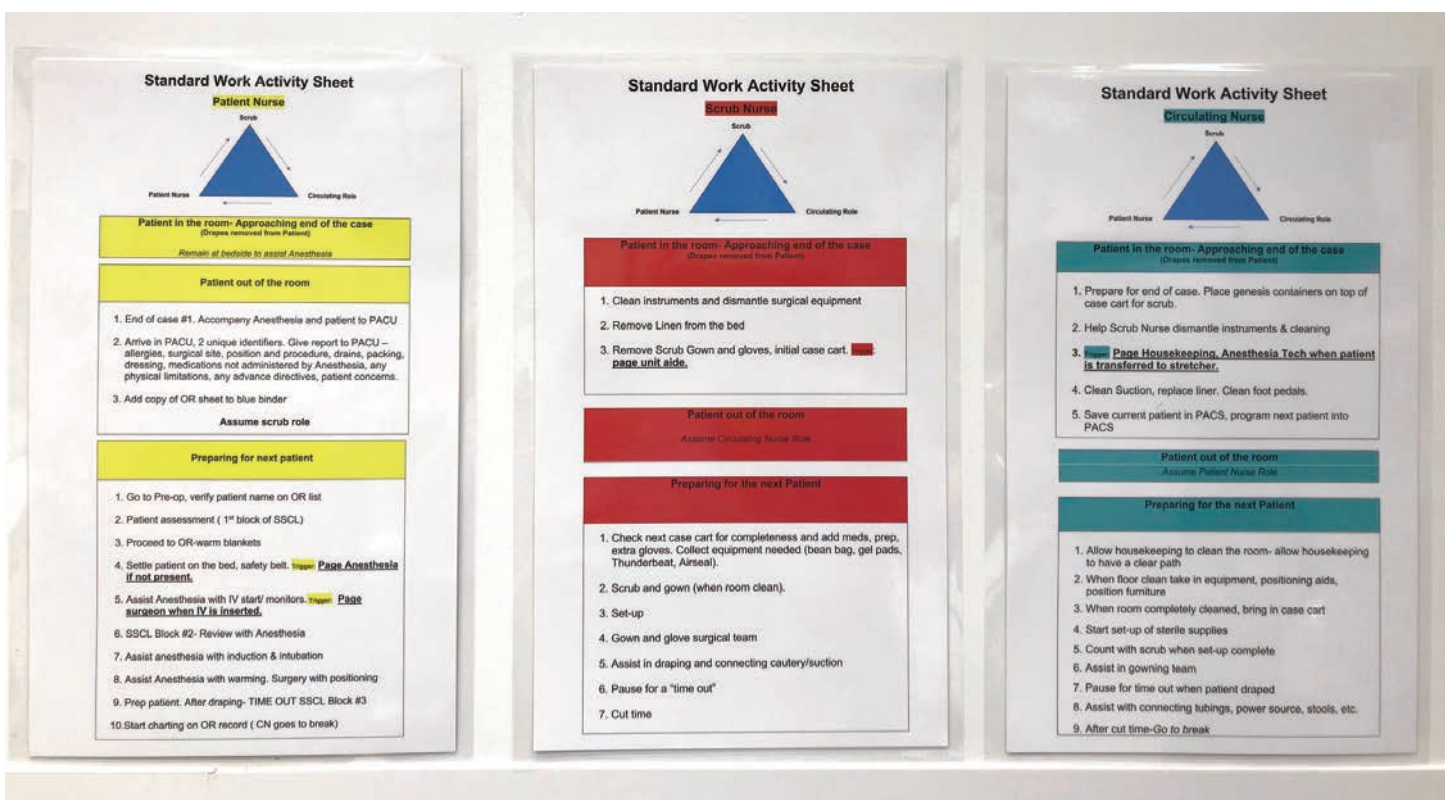 Standard Work Activity Sheet
Patient Nurse
Scrub
Patient Nurse
Circulating Role
Patient in the room- Approaching end of the case
(Drapes removed from Patient)
Remain at bedside to assist Anesthesia
Patient out of the room
1. End of case #1. Accompany Anesthesia and patient to PACU
2. Arrive in PACU, 2 unique identifiers. Give report to PACU –
allergies, surgical site, position and procedure, drains, packing,
dressing, medications not administered by Anesthesia, any
physical limitations, any advance directives, patient concerns.
3. Add copy of OR sheet to blue binder
Assume scrub role
Preparing for next patient
1. Go to Pre-op, verify patient name on OR list
2. Patient assessment ( 1st block of SSCL)
3. Proceed to OR-warm blankets
4. Settle patient on the bed, safety belt. Trigger: Page Anesthesia
if not present.
5. Assist Anesthesia with IV start/ monitors. Trigger: Page
surgeon when IV is inserted.
6. SSCL Block #2- Review with Anesthesia
7. Assist anesthesia with induction & intubation
8. Assist Anesthesia with warming. Surgery with positioning
9. Prep patient. After draping- TIME OUT SSCL Block #3
10.Start charting on OR record ( CN goes to break)
Standard Work Activity Sheet
Scrub Nurse
Scrub
Patient Nurse
Circulating Role
Patient in the room- Approaching end of the case
(Drapes removed from Patient)
1. Clean instruments and dismantle surgical equipment
2. Remove Linen from the bed
3. Remove Scrub Gown and gloves, initial case cart. Trigger:
page unit aide.
Patient out of the room
Assume Circulating Nurse Role
Preparing for the next Patient
1. Check next case cart for completeness and add meds, prep,
extra gloves. Collect equipment needed (bean bag, gel pads,
Thunderbeat, Airseal).
2. Scrub and gown (when room clean).
3. Set-up
4. Gown and glove surgical team
5. Assist in draping and connecting cautery/suction
6. Pause for a "time out"
7. Cut time
Standard Work Activity Sheet
Circulating Nurse
Scrub
Patient Nurse
Circulating Role
Patient in the room- Approaching end of the case
(Drapes removed from Patient)
1. Prepare for end of case. Place genesis containers on top of
case cart for scrub.
2. Help Scrub Nurse dismantle instruments & cleaning
3. Trigger: Page Housekeeping, Anesthesia Tech when patient
is transferred to stretcher.
4. Clean Suction, replace liner. Clean foot pedals.
5. Save current patient in PACS, program next patient into
PACS
Patient out of the room
Assume Patient Nurse Role
Preparing for the next Patient
1. Allow housekeeping to clean the room- allow housekeeping
to have a clear path
2. When floor clean take in equipment, positioning aids,
position furniture
3. When room completely cleaned, bring in case cart
4. Start set-up of sterile supplies
5. Count with scrub when set-up complete
6. Assist in gowning team
7. Pause for time out when patient draped
8. Assist with connecting tubings, power source, stools, etc.
9. After cut time-Go to break